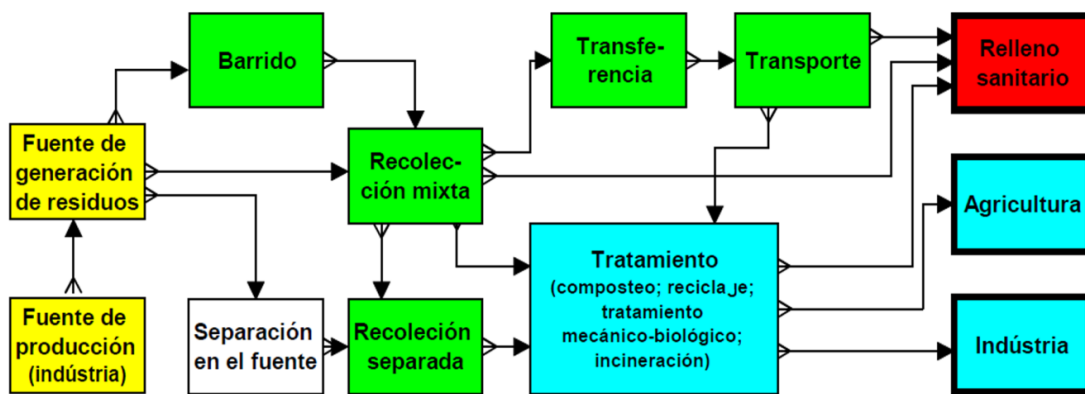 Barrido
Transfe-
rencia
Transporte
Relleno
sanitario
Fuente de
generación
de residuos
Recolec-
ción mixta
Agricultura
Tratamiento
(composteo; reciclaje;
tratamiento
mecánico-biológico;
incineración)
Fuente de
producción
(indústria)
Separación
en el fuente
Recoleción
separada
Indústria